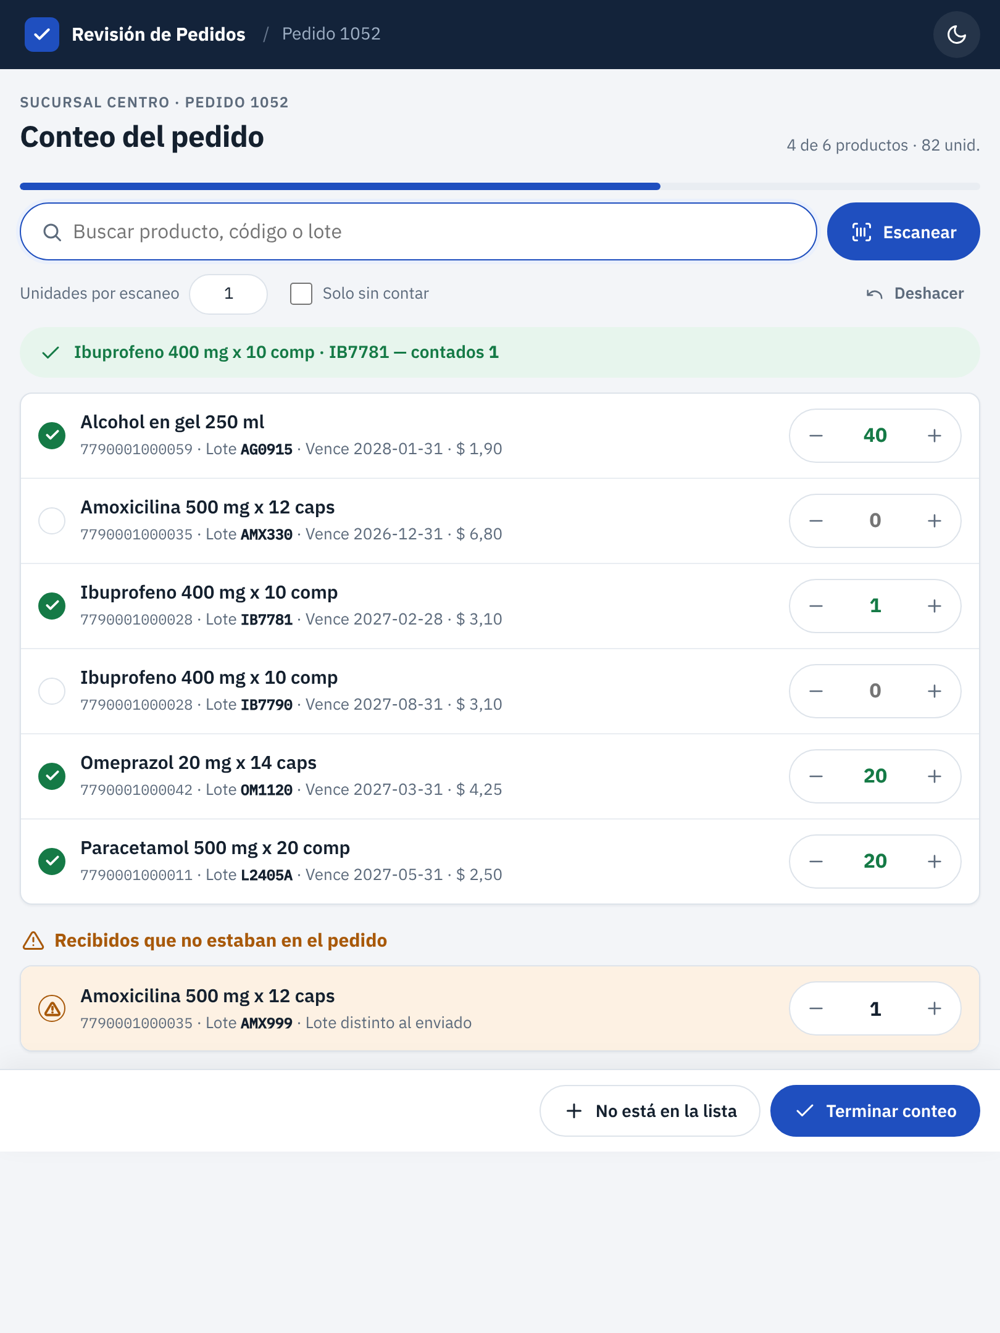 Revisión de Pedidos / Pedido 1052
SUCURSAL CENTRO · PEDIDO 1052
Conteo del pedido
4 de 6 productos · 82 unid.
Buscar producto, código o lote
Escanear
Unidades por escaneo 1 Solo sin contar Deshacer
Ibuprofeno 400 mg x 10 comp · IB7781 — contados 1
Alcohol en gel 250 ml
7790001000059 · Lote AG0915 · Vence 2028-01-31 · $ 1,90
− 40 +
Amoxicilina 500 mg x 12 caps
7790001000035 · Lote AMX330 · Vence 2026-12-31 · $ 6,80
− 0 +
Ibuprofeno 400 mg x 10 comp
7790001000028 · Lote IB7781 · Vence 2027-02-28 · $ 3,10
− 1 +
Ibuprofeno 400 mg x 10 comp
7790001000028 · Lote IB7790 · Vence 2027-08-31 · $ 3,10
− 0 +
Omeprazol 20 mg x 14 caps
7790001000042 · Lote OM1120 · Vence 2027-03-31 · $ 4,25
− 20 +
Paracetamol 500 mg x 20 comp
7790001000011 · Lote L2405A · Vence 2027-05-31 · $ 2,50
− 20 +
Recibidos que no estaban en el pedido
Amoxicilina 500 mg x 12 caps
7790001000035 · Lote AMX999 · Lote distinto al enviado
− 1 +
+ No está en la lista
Terminar conteo